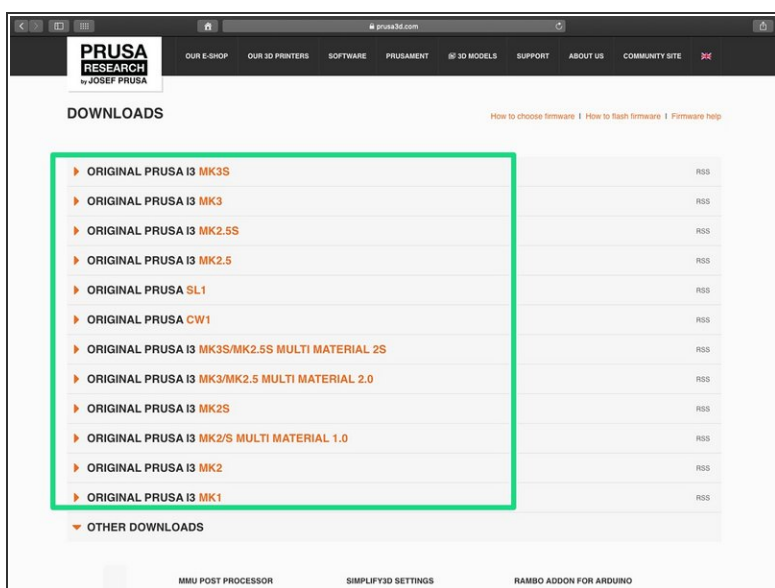 prusa3d.com
PRUSA
RESEARCH
by JOSEF PRUSA
OUR E-SHOP OUR 3D PRINTERS SOFTWARE PRUSAMENT 3D MODELS SUPPORT ABOUT US COMMUNITY SITE
DOWNLOADS
How to choose firmware I How to flash firmware I Firmware help
ORIGINAL PRUSA I3 MK3S RSS
ORIGINAL PRUSA I3 MK3 RSS
ORIGINAL PRUSA I3 MK2.5S RSS
ORIGINAL PRUSA I3 MK2.5 RSS
ORIGINAL PRUSA SL1 RSS
ORIGINAL PRUSA CW1 RSS
ORIGINAL PRUSA I3 MK3S/MK2.5S MULTI MATERIAL 2S RSS
ORIGINAL PRUSA I3 MK3/MK2.5 MULTI MATERIAL 2.0 RSS
ORIGINAL PRUSA I3 MK2S RSS
ORIGINAL PRUSA I3 MK2/S MULTI MATERIAL 1.0 RSS
ORIGINAL PRUSA I3 MK2 RSS
ORIGINAL PRUSA I3 MK1 RSS
OTHER DOWNLOADS
MMU POST PROCESSOR SIMPLIFY3D SETTINGS RAMBO ADDON FOR ARDUINO